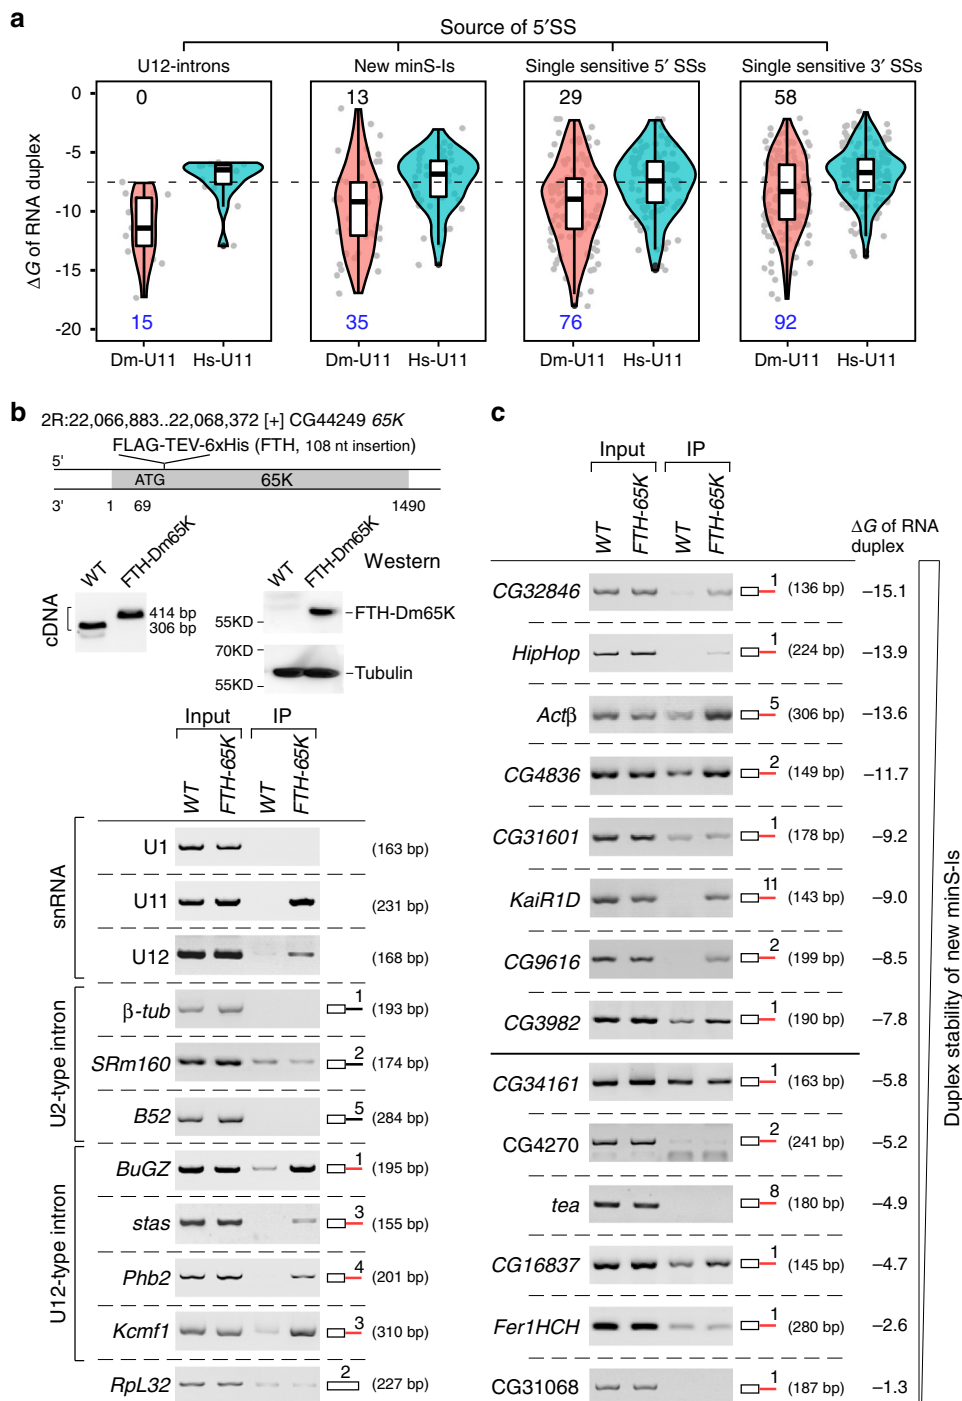 a
Source of 5′SS
U12-introns
New minS-Is
Single sensitive 5′ SSs
Single sensitive 3′ SSs
ΔG of RNA duplex
0
-5
-10
-15
-20
0
13
29
58
15
35
76
92
Dm-U11
Hs-U11
Dm-U11
Hs-U11
Dm-U11
Hs-U11
Dm-U11
Hs-U11
b
2R:22,066,883..22,068,372 [+] CG44249 65K
FLAG-TEV-6xHis (FTH, 108 nt insertion)
5'
ATG
65K
3'
1
69
1490
WT
FTH-Dm65K
cDNA
414 bp
306 bp
WT
FTH-Dm65K
Western
55KD
FTH-Dm65K
70KD
55KD
Tubulin
Input
IP
WT
FTH-65K
WT
FTH-65K
snRNA
U1
(163 bp)
U11
(231 bp)
U12
(168 bp)
U2-type intron
β-tub
1
(193 bp)
SRm160
2
(174 bp)
B52
5
(284 bp)
U12-type intron
BuGZ
1
(195 bp)
stas
3
(155 bp)
Phb2
4
(201 bp)
Kcmf1
3
(310 bp)
RpL32
2
(227 bp)
c
Input
IP
WT
FTH-65K
WT
FTH-65K
ΔG of RNA
duplex
CG32846
1
(136 bp)
−15.1
HipHop
1
(224 bp)
−13.9
Actβ
5
(306 bp)
−13.6
CG4836
2
(149 bp)
−11.7
CG31601
1
(178 bp)
−9.2
KaiR1D
11
(143 bp)
−9.0
CG9616
2
(199 bp)
−8.5
CG3982
1
(190 bp)
−7.8
CG34161
1
(163 bp)
−5.8
CG4270
2
(241 bp)
−5.2
tea
8
(180 bp)
−4.9
CG16837
1
(145 bp)
−4.7
Fer1HCH
1
(280 bp)
−2.6
CG31068
1
(187 bp)
−1.3
Duplex stability of new minS-Is